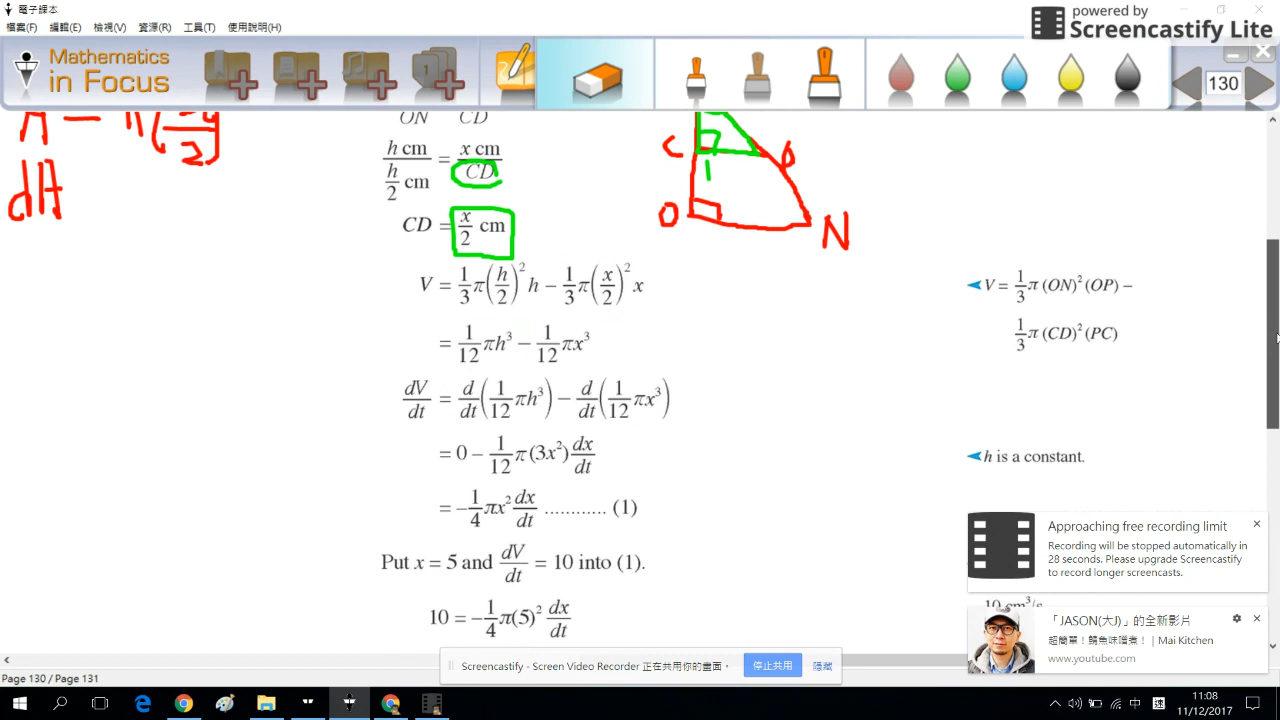 電子課本
檔案(F) 編輯(E) 檢視(V) 資源(R) 工具(T) 使用說明(H)
powered by
Screencastify Lite
Mathematics
in Focus
130
ON CD
h cm / (h/2) cm = x cm / CD
CD = x/2 cm
C
D
O
N
dA
V = 1/3 π(h/2)² h − 1/3 π(x/2)² x
= 1/12 πh³ − 1/12 πx³
dV/dt = d/dt(1/12 πh³) − d/dt(1/12 πx³)
= 0 − 1/12 π(3x²) dx/dt
= −1/4 πx² dx/dt ............ (1)
Put x = 5 and dV/dt = 10 into (1).
10 = −1/4 π(5)² dx/dt
◄ V = 1/3 π (ON)² (OP) −
1/3 π (CD)² (PC)
◄ h is a constant.
10 cm³/s
Approaching free recording limit
Recording will be stopped automatically in
28 seconds. Please upgrade Screencastify
to record longer screencasts.
「JASON(大J)」的全新影片
超簡單！鯖魚味噌煮！ | Mai Kitchen
www.youtube.com
Screencastify - Screen Video Recorder 正在共用你的畫面。 停止共用 隱藏
Page 130 / Page 131
中
11:08
11/12/2017